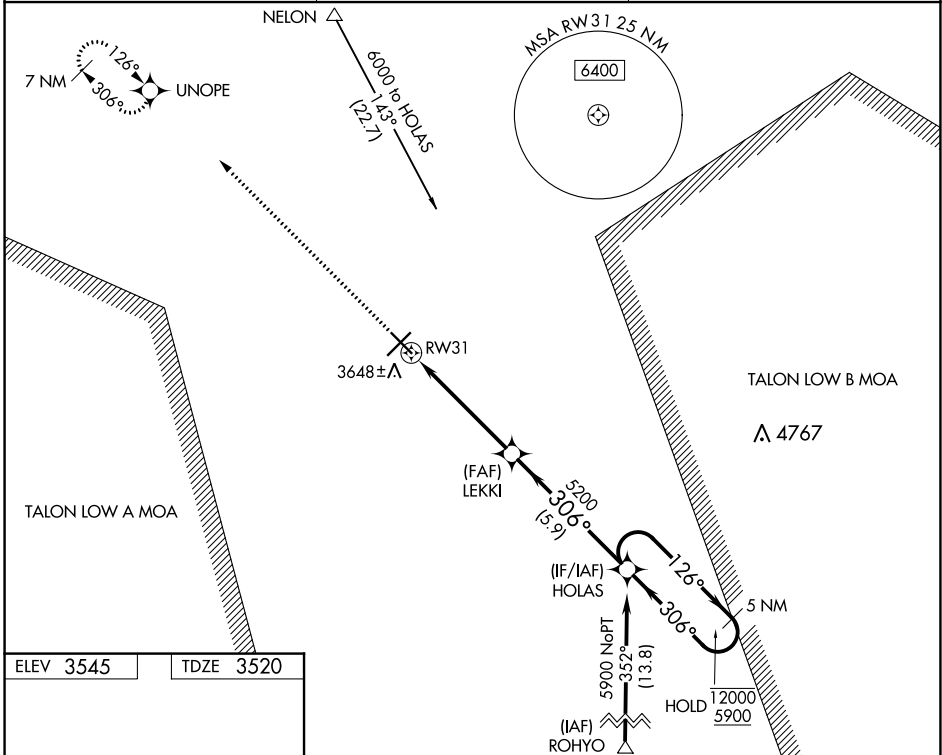 NELON
MSA RW31 25 NM
6400
126°
7 NM
306°
UNOPE
6000 to HOLAS
143°
(22.7)
RW31
3648±
TALON LOW B MOA
4767
(FAF)
LEKKI
5200
306°
(5.9)
TALON LOW A MOA
(IF/IAF)
HOLAS
126°
306°
5 NM
5900 NoPT
352°
(13.8)
HOLD 12000
5900
(IAF)
ROHYO
ELEV 3545
TDZE 3520